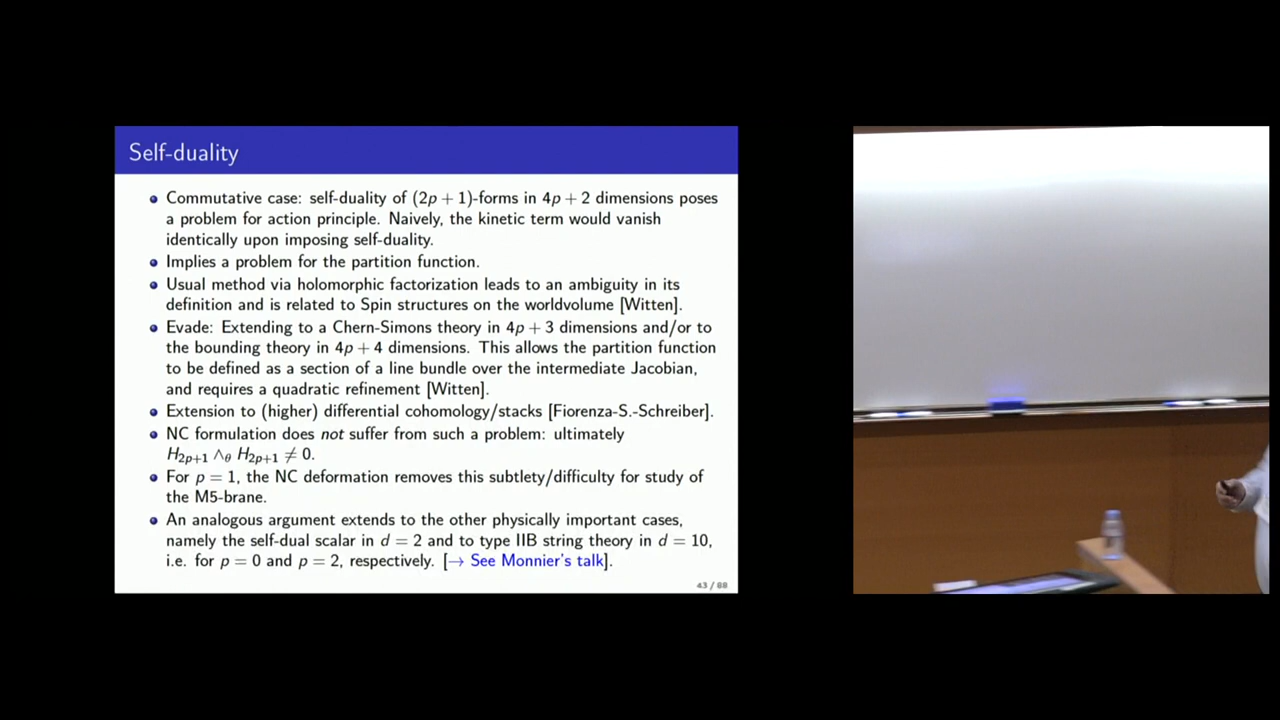 Self-duality
Commutative case: self-duality of (2p + 1)-forms in 4p + 2 dimensions poses
a problem for action principle. Naively, the kinetic term would vanish
identically upon imposing self-duality.
Implies a problem for the partition function.
Usual method via holomorphic factorization leads to an ambiguity in its
definition and is related to Spin structures on the worldvolume [Witten].
Evade: Extending to a Chern-Simons theory in 4p + 3 dimensions and/or to
the bounding theory in 4p + 4 dimensions. This allows the partition function
to be defined as a section of a line bundle over the intermediate Jacobian,
and requires a quadratic refinement [Witten].
Extension to (higher) differential cohomology/stacks [Fiorenza-S.-Schreiber].
NC formulation does not suffer from such a problem: ultimately
H₂ₚ₊₁ ∧θ H₂ₚ₊₁ ≠ 0.
For p = 1, the NC deformation removes this subtlety/difficulty for study of
the M5-brane.
An analogous argument extends to the other physically important cases,
namely the self-dual scalar in d = 2 and to type IIB string theory in d = 10,
i.e. for p = 0 and p = 2, respectively. [→ See Monnier's talk].